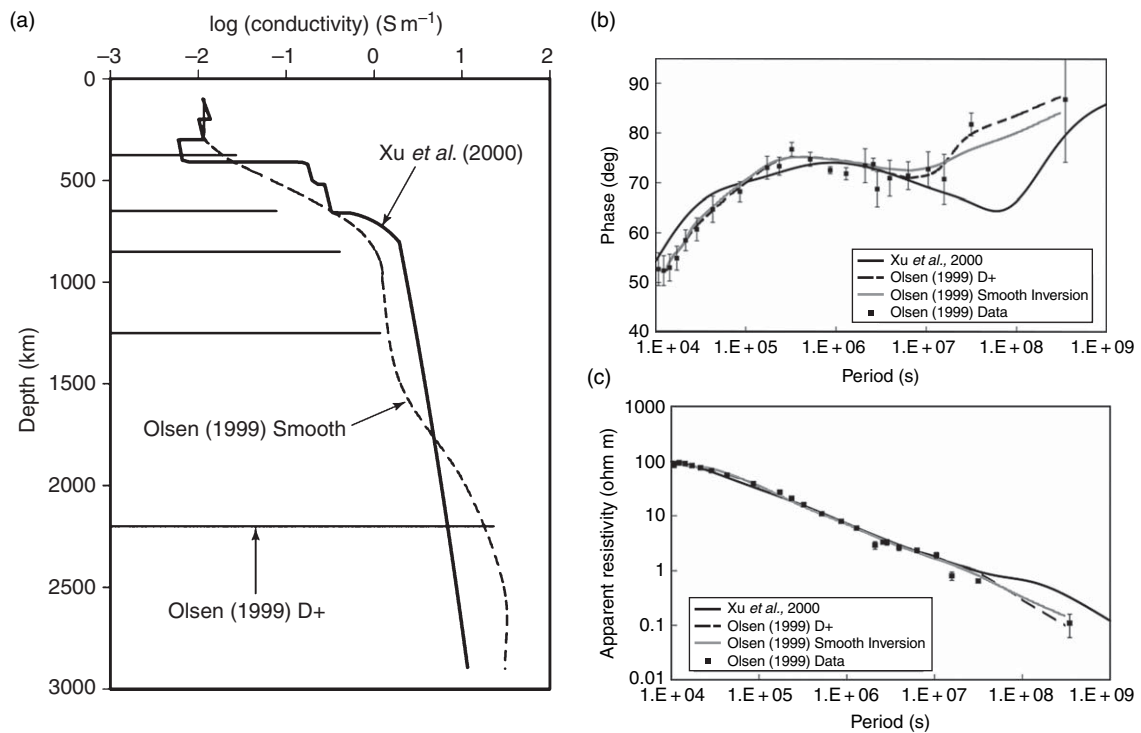 (a)
log (conductivity) (S m⁻¹)
−3 −2 −1 0 1 2
0
500
1000
1500
2000
2500
3000
Depth (km)
Xu et al. (2000)
Olsen (1999) Smooth
Olsen (1999) D+
(b)
90
80
70
60
50
40
Phase (deg)
Xu et al., 2000
Olsen (1999) D+
Olsen (1999) Smooth Inversion
Olsen (1999) Data
1.E + 04 1.E + 05 1.E + 06 1.E + 07 1.E + 08 1.E + 09
Period (s)
(c)
1000
100
10
1
0.1
0.01
Apparent resistivity (ohm m)
Xu et al., 2000
Olsen (1999) D+
Olsen (1999) Smooth Inversion
Olsen (1999) Data
1.E + 04 1.E + 05 1.E + 06 1.E + 07 1.E + 08 1.E + 09
Period (s)